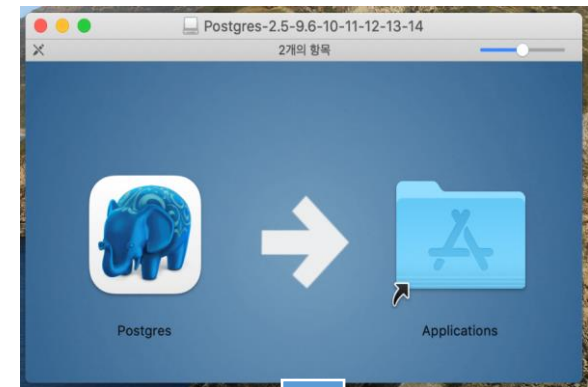 Postgres-2.5-9.6-10-11-12-13-14
2개의 항목
Postgres
Applications